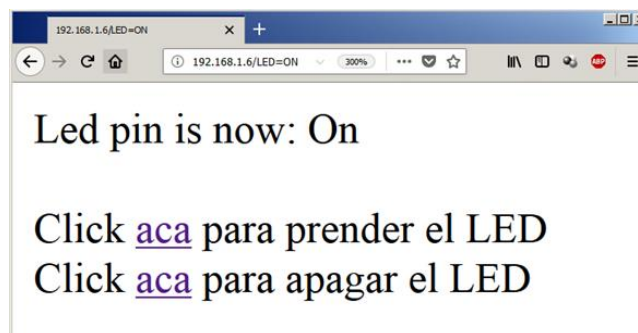 192.168.1.6/LED=ON
192.168.1.6/LED=ON 300%
ABP
Led pin is now: On
Click aca para prender el LED
Click aca para apagar el LED